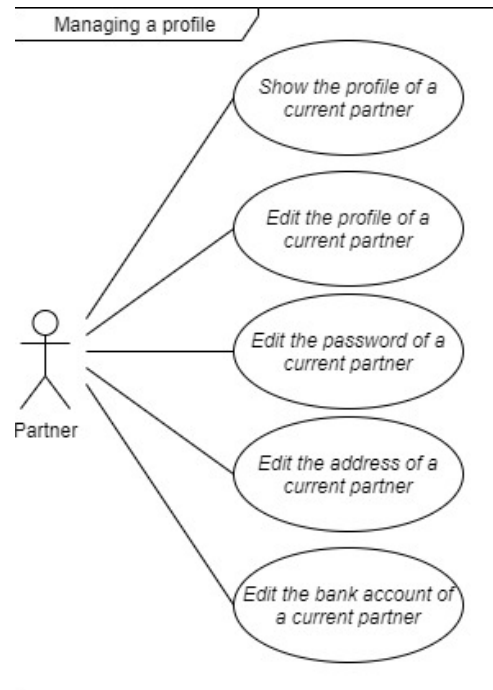 Managing a profile
Show the profile of a
current partner
Edit the profile of a
current partner
Edit the password of a
current partner
Partner
Edit the address of a
current partner
Edit the bank account of
a current partner